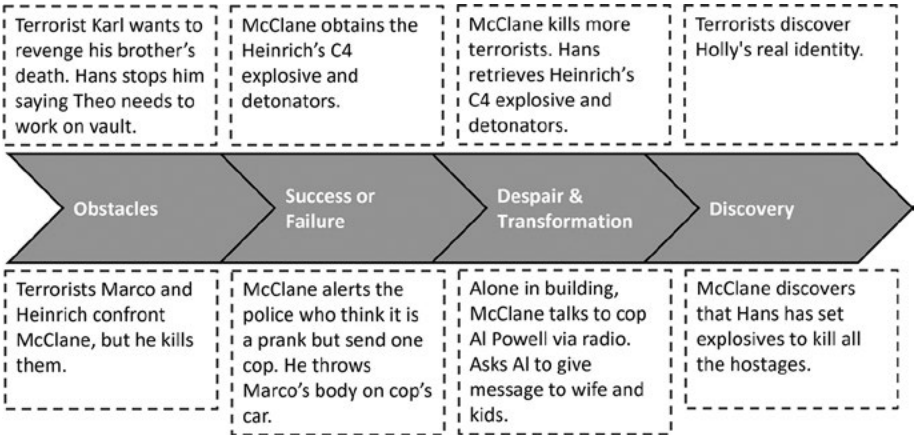 Terrorist Karl wants to
revenge his brother's
death. Hans stops him
saying Theo needs to
work on vault.
McClane obtains the
Heinrich's C4
explosive and
detonators.
McClane kills more
terrorists. Hans
retrieves Heinrich's
C4 explosive and
detonators.
Terrorists discover
Holly's real identity.
Obstacles
Success or
Failure
Despair &
Transformation
Discovery
Terrorists Marco and
Heinrich confront
McClane, but he kills
them.
McClane alerts the
police who think it is
a prank but send one
cop. He throws
Marco's body on cop's
car.
Alone in building,
McClane talks to cop
Al Powell via radio.
Asks Al to give
message to wife and
kids.
McClane discovers
that Hans has set
explosives to kill all
the hostages.